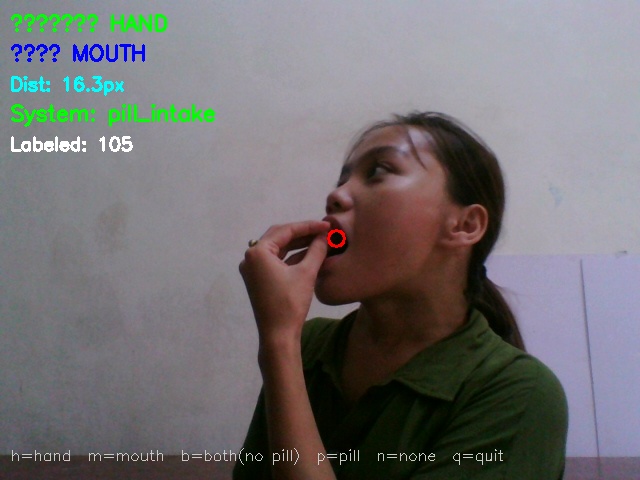 ??????? HAND
???? MOUTH
Dist: 16.3px
System: pill_intake
Labeled: 105
h=hand m=mouth b=both(no pill) p=pill n=none q=quit